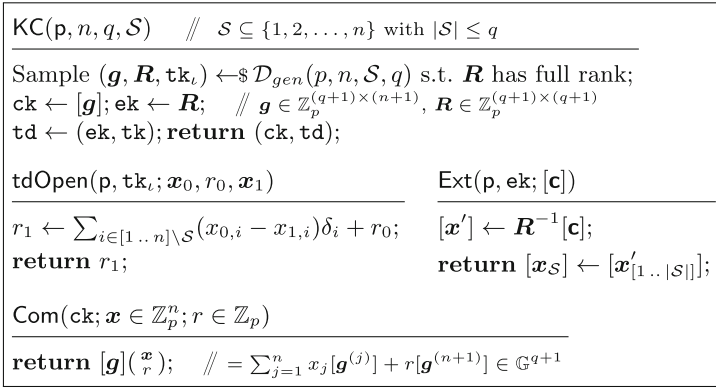 KC(p, n, q, 𝒮) // 𝒮 ⊆ {1, 2, . . . , n} with |𝒮| ≤ q
Sample (𝒈, 𝑹, tk_ι) ←$ 𝒟_gen(p, n, 𝒮, q) s.t. 𝑹 has full rank;
ck ← [𝒈]; ek ← 𝑹; // 𝒈 ∈ ℤ_p^{(q+1)×(n+1)}, 𝑹 ∈ ℤ_p^{(q+1)×(q+1)}
td ← (ek, tk); return (ck, td);
tdOpen(p, tk_ι; 𝒙_0, r_0, 𝒙_1)
r_1 ← ∑_{i∈[1 .. n]\𝒮}(x_{0,i} − x_{1,i})δ_i + r_0;
return r_1;
Ext(p, ek; [𝐜])
[𝒙′] ← 𝑹^{−1}[𝐜];
return [𝒙_𝒮] ← [𝒙′_{[1 .. |𝒮|]}];
Com(ck; 𝒙 ∈ ℤ_p^n; r ∈ ℤ_p)
return [𝒈](𝒙 r); // = ∑_{j=1}^n x_j[𝒈^{(j)}] + r[𝒈^{(n+1)}] ∈ 𝔾^{q+1}